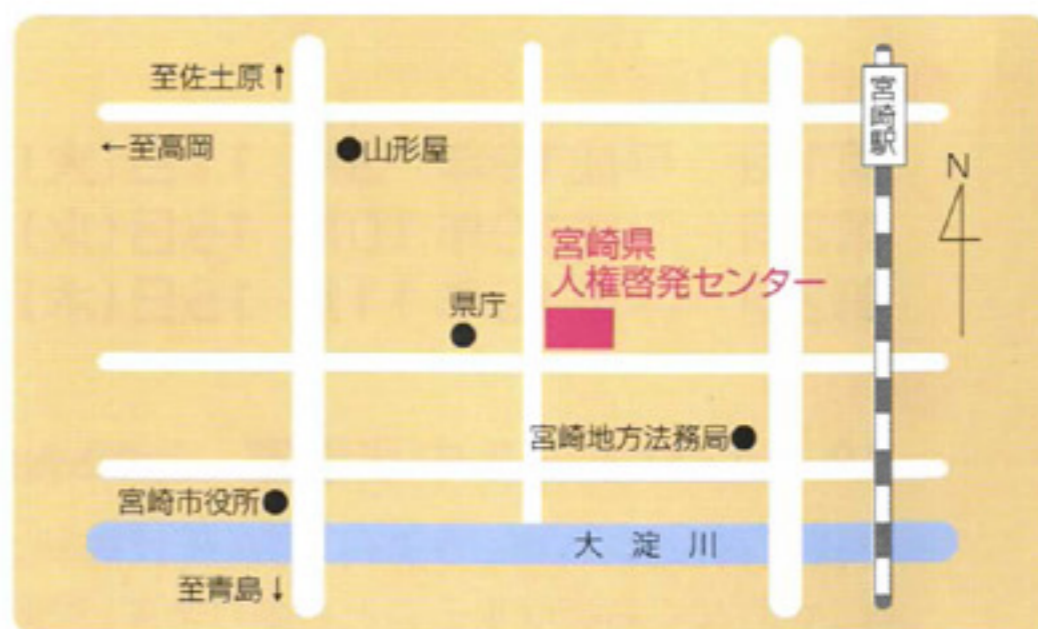 至佐土原↑
←至高岡
山形屋
宮崎駅
N
宮崎県
人権啓発センター
県庁
宮崎地方法務局
宮崎市役所
大淀川
至青島↓